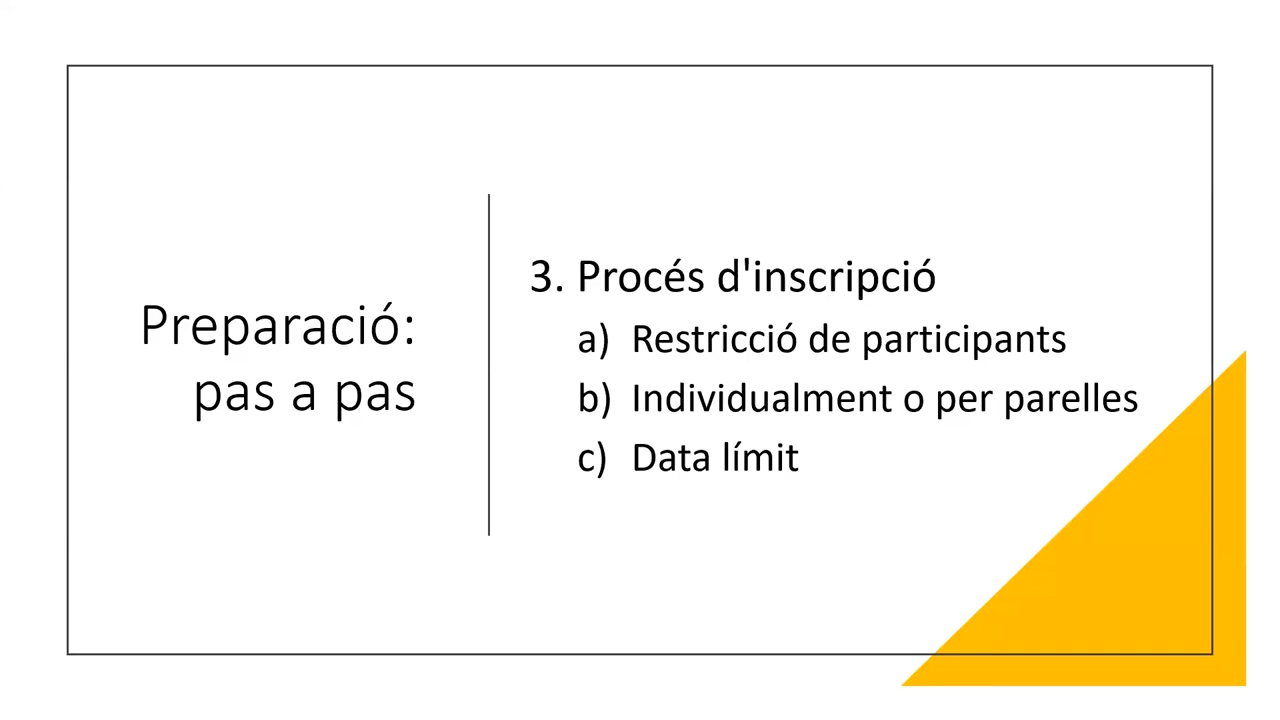 Preparació:
pas a pas
3. Procés d'inscripció
a) Restricció de participants
b) Individualment o per parelles
c) Data límit